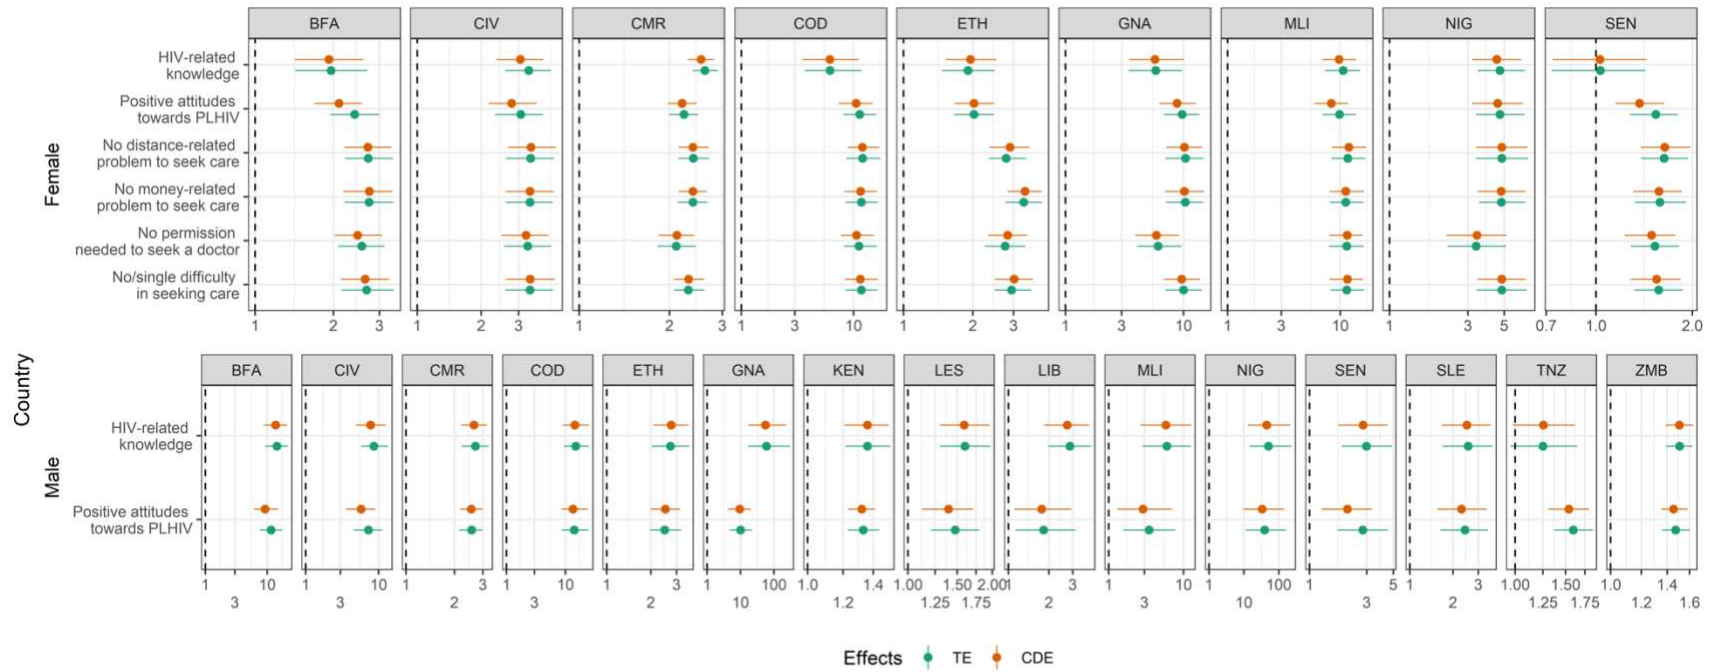 BFA CIV CMR COD ETH GNA MLI NIG SEN
HIV-related
knowledge
Positive attitudes
towards PLHIV
No distance-related
problem to seek care
No money-related
problem to seek care
No permission
needed to seek a doctor
No/single difficulty
in seeking care
Female
1 2 3 1 2 3 1 2 3 1 3 10 1 2 3 1 3 10 1 3 10 1 3 5 0.7 1.0 2.0
Country
BFA CIV CMR COD ETH GNA KEN LES LIB MLI NIG SEN SLE TNZ ZMB
HIV-related
knowledge
Positive attitudes
towards PLHIV
Male
1 10 1 10 1 3 1 10 1 3 1 100 1.0 1.4 1.00 1.50 2.00 1 3 1 10 1 100 1 5 1 3 1.00 1.50 1.0 1.4
3 3 2 3 2 10 1.2 1.25 1.75 2 3 10 3 2 1.25 1.75 1.2 1.6
Effects TE CDE